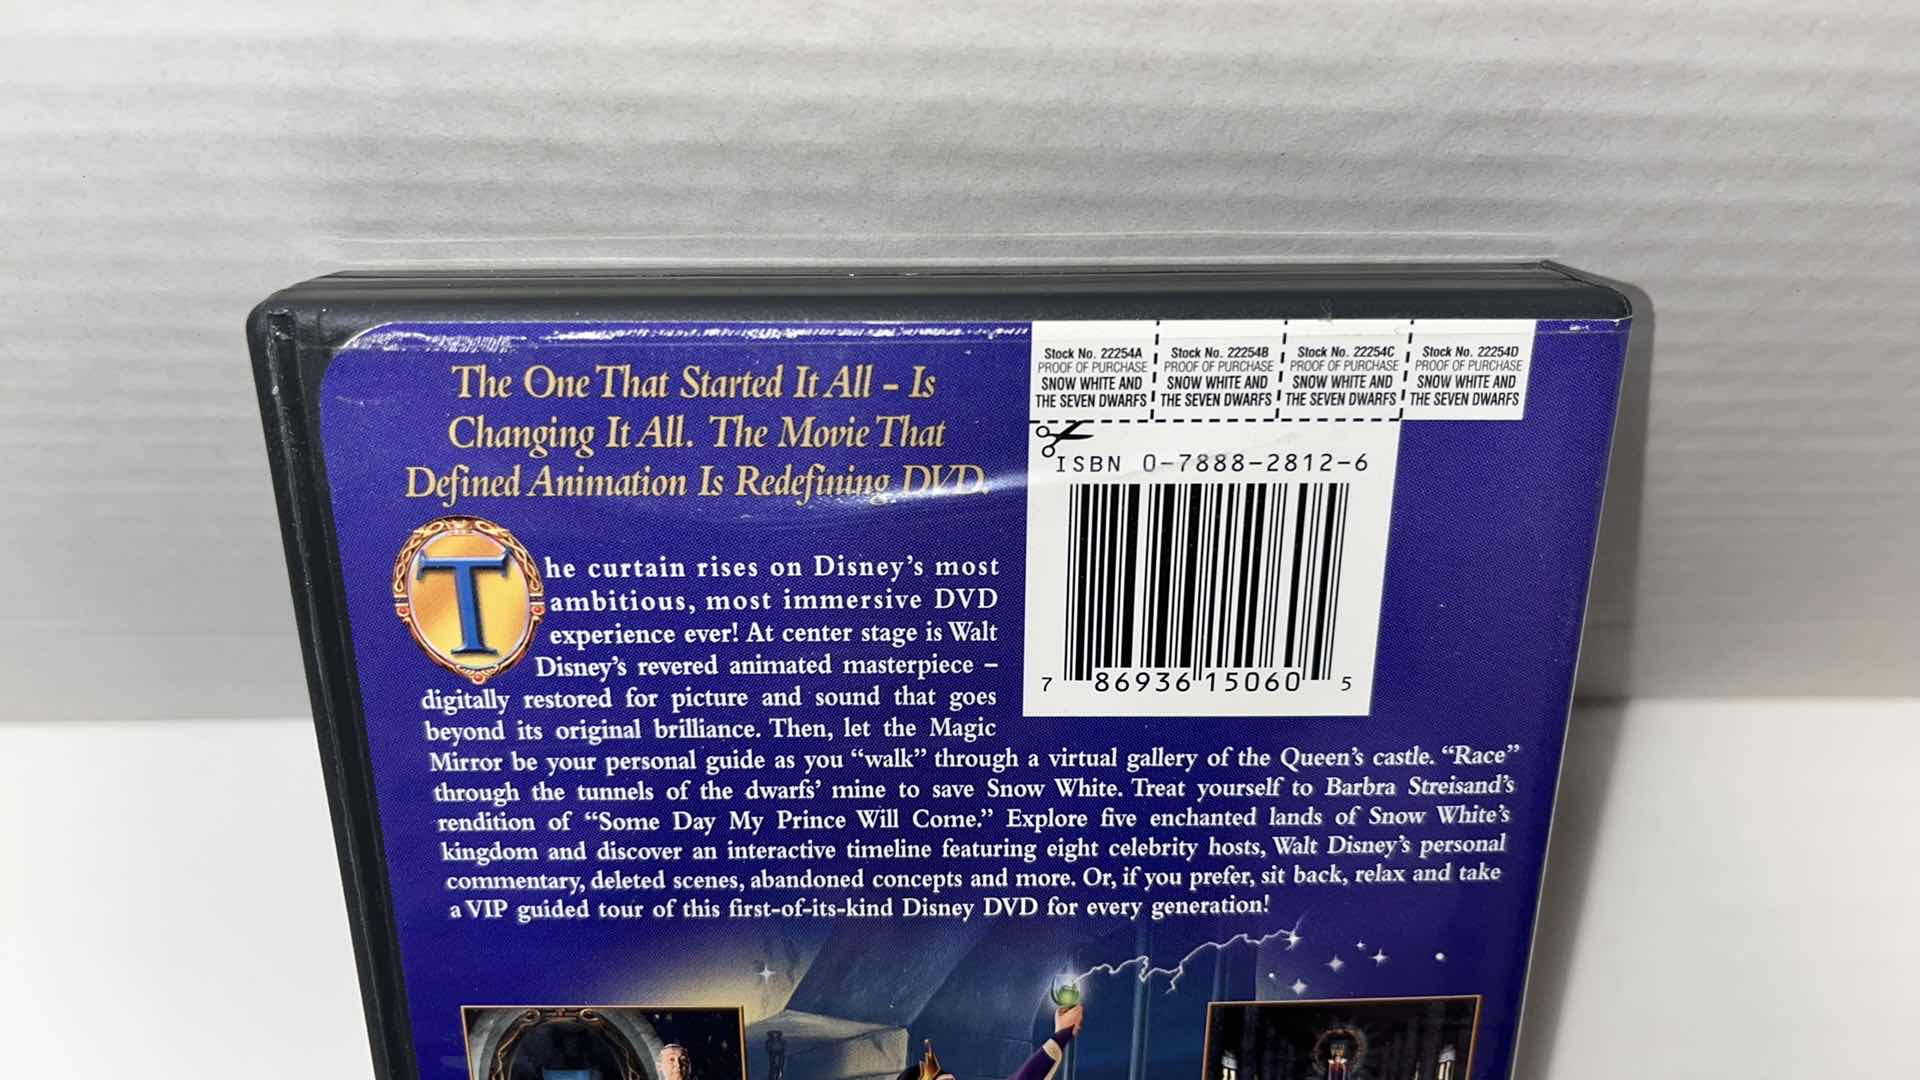 The One That Started It All – Is
Changing It All. The Movie That
Defined Animation Is Redefining DVD.
Stock No. 22254A
PROOF OF PURCHASE
SNOW WHITE AND
THE SEVEN DWARFS
Stock No. 22254B
PROOF OF PURCHASE
SNOW WHITE AND
THE SEVEN DWARFS
Stock No. 22254C
PROOF OF PURCHASE
SNOW WHITE AND
THE SEVEN DWARFS
Stock No. 22254D
PROOF OF PURCHASE
SNOW WHITE AND
THE SEVEN DWARFS
ISBN 0-7888-2812-6
7 86936 15060 5
The curtain rises on Disney's most
ambitious, most immersive DVD
experience ever! At center stage is Walt
Disney's revered animated masterpiece –
digitally restored for picture and sound that goes
beyond its original brilliance. Then, let the Magic
Mirror be your personal guide as you “walk” through a virtual gallery of the Queen's castle. “Race”
through the tunnels of the dwarfs' mine to save Snow White. Treat yourself to Barbra Streisand's
rendition of “Some Day My Prince Will Come.” Explore five enchanted lands of Snow White's
kingdom and discover an interactive timeline featuring eight celebrity hosts, Walt Disney's personal
commentary, deleted scenes, abandoned concepts and more. Or, if you prefer, sit back, relax and take
a VIP guided tour of this first-of-its-kind Disney DVD for every generation!